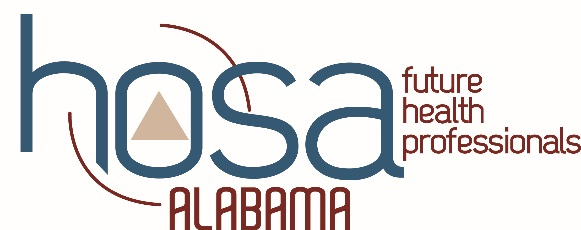 hosa
future
health
professionals
ALABAMA